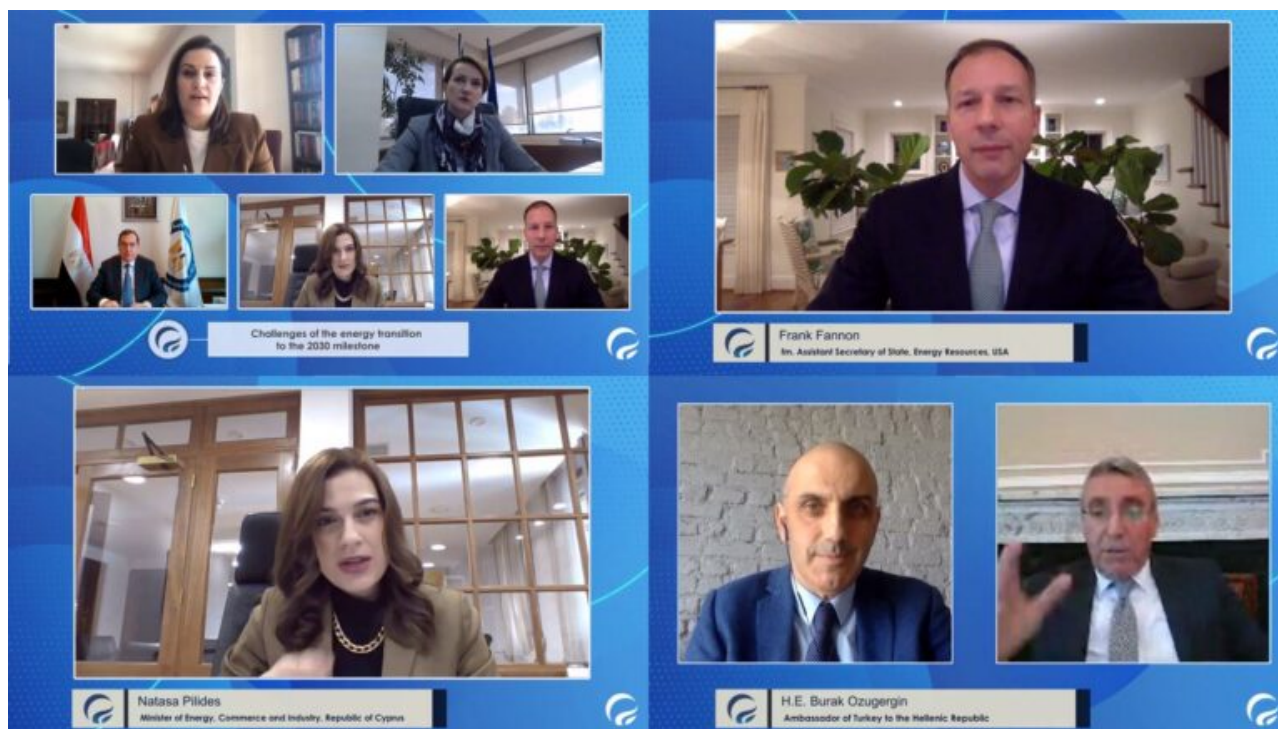 Challenges of the energy transition
to the 2030 milestone
Frank Fannon
fm. Assistant Secretary of State, Energy Resources, USA
Natasa Pilides
Minister of Energy, Commerce and Industry, Republic of Cyprus
H.E. Burak Ozugergin
Ambassador of Turkey to the Hellenic Republic